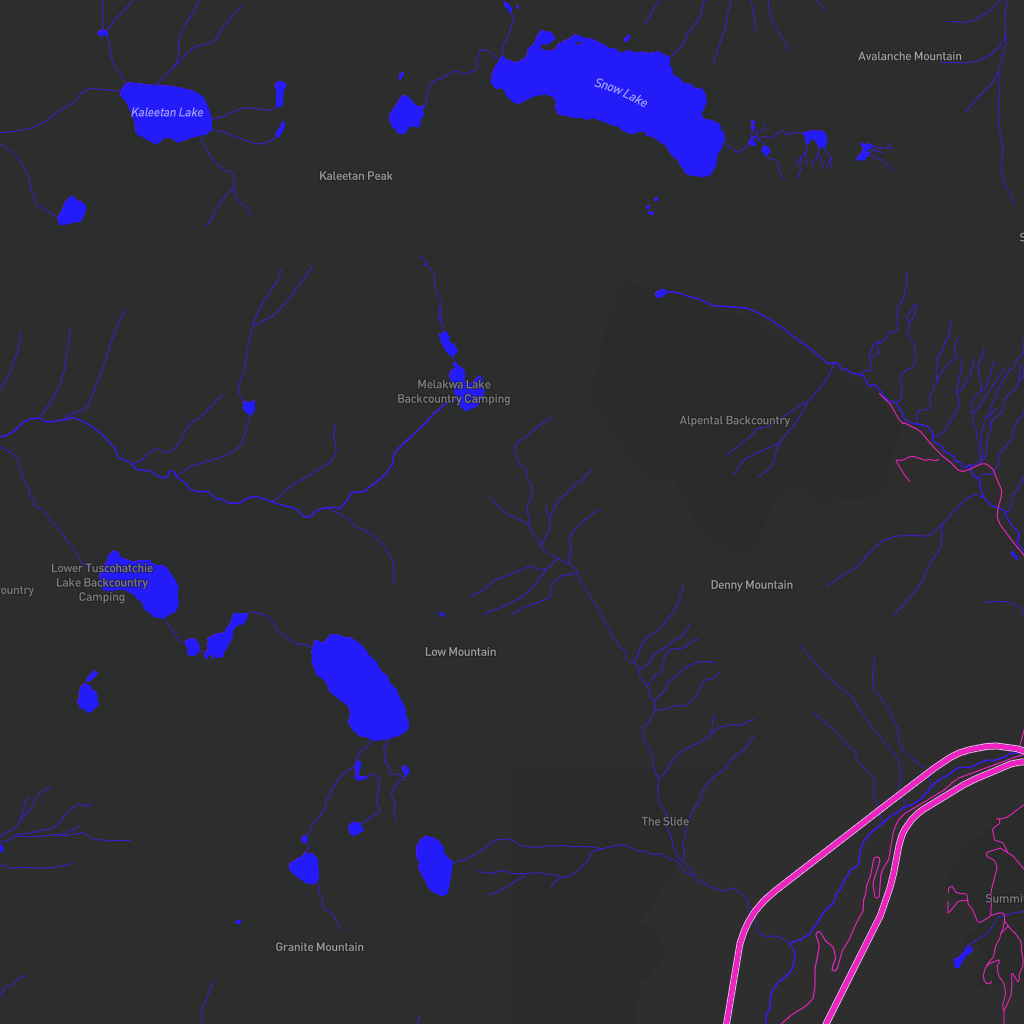 Avalanche Mountain
Snow Lake
Kaleetan Lake
Kaleetan Peak
S
Melakwa Lake
Backcountry Camping
Alpental Backcountry
Lower Tuscohatchie
Lake Backcountry
Camping
ountry
Denny Mountain
Low Mountain
The Slide
Summi
Granite Mountain